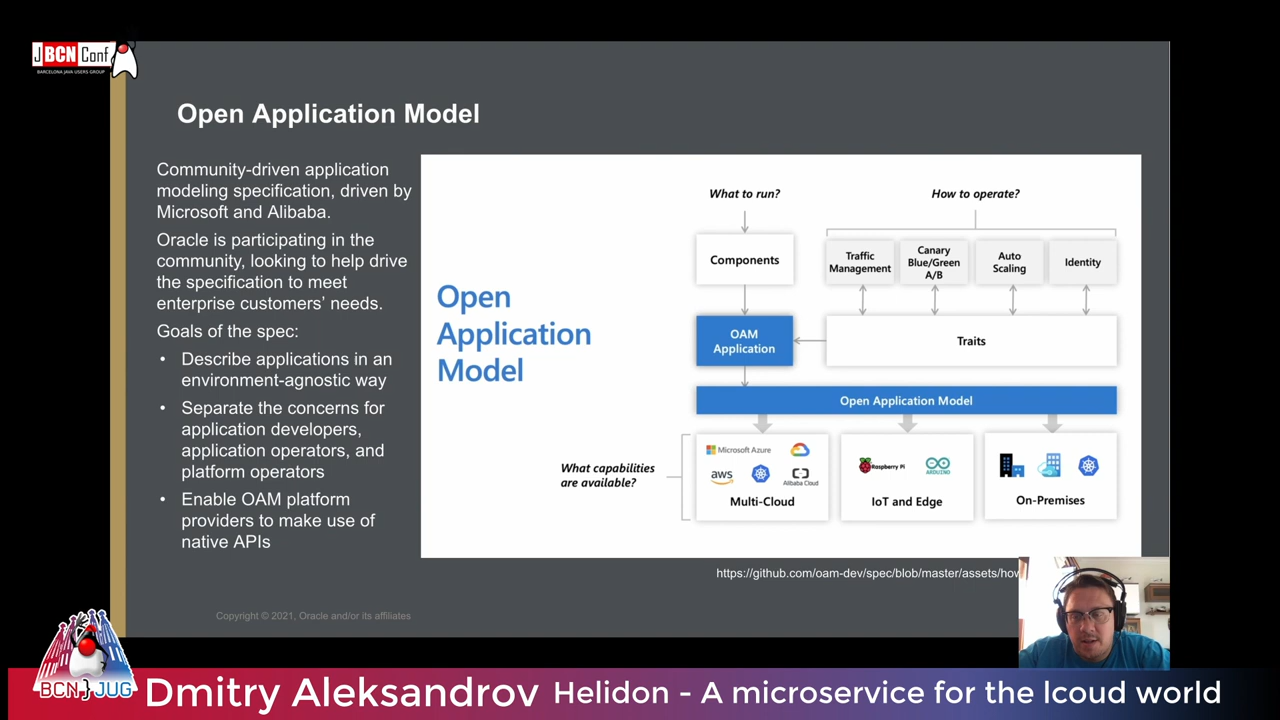 JBCNConf
BARCELONA JAVA USERS GROUP
Open Application Model
Community-driven application
modeling specification, driven by
Microsoft and Alibaba.
Oracle is participating in the
community, looking to help drive
the specification to meet
enterprise customers' needs.
Goals of the spec:
• Describe applications in an
environment-agnostic way
• Separate the concerns for
application developers,
application operators, and
platform operators
• Enable OAM platform
providers to make use of
native APIs
Open
Application
Model
What to run?
How to operate?
Components
Traffic
Management
Canary
Blue/Green
A/B
Auto
Scaling
Identity
OAM
Application
Traits
Open Application Model
What capabilities
are available?
Microsoft Azure
aws
Alibaba Cloud
Multi-Cloud
Raspberry Pi
ARDUINO
IoT and Edge
On-Premises
https://github.com/oam-dev/spec/blob/master/assets/how
Copyright © 2021, Oracle and/or its affiliates
BCN JUG
Dmitry Aleksandrov
Helidon - A microservice for the lcoud world